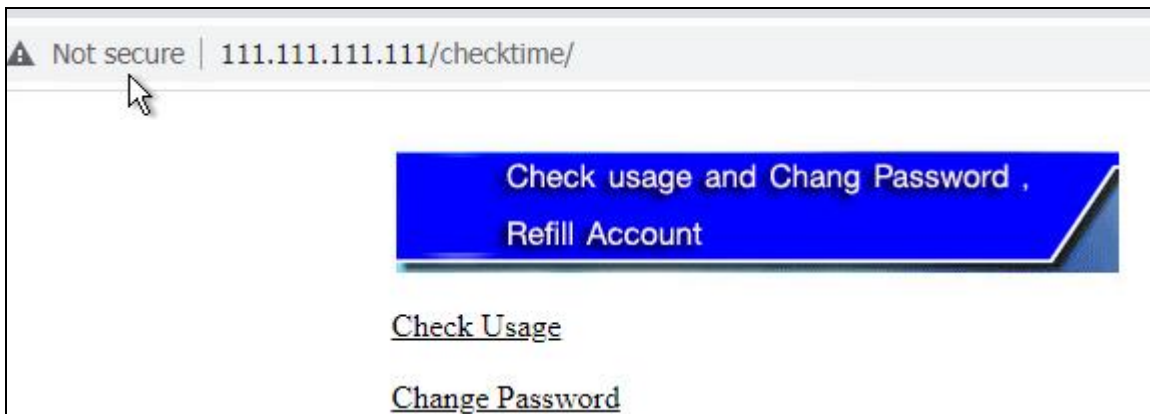 Not secure | 111.111.111.111/checktime/
Check usage and Chang Password ,
Refill Account
Check Usage
Change Password